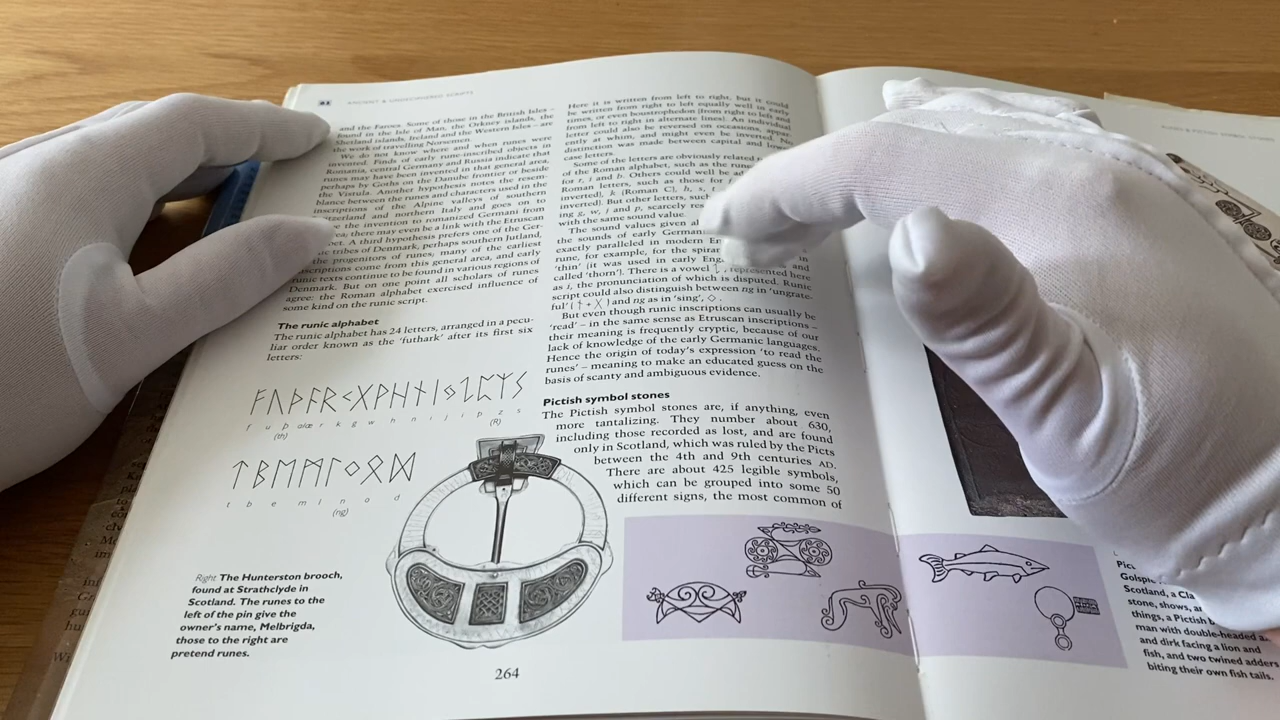 81 ANCIENT & UNDECIPHERED SCRIPTS
and the Faroes. Some of those in the British Isles –
found in the Isle of Man, the Orkney islands, the
Shetland islands, Ireland and the Western Isles – are
the work of travelling Norsemen.
We do not know where and when runes were
invented. Finds of early rune-inscribed objects in
Romania, central Germany and Russia indicate that
runes may have been invented in that general area,
perhaps by Goths on the Danube frontier or beside
the Vistula. Another hypothesis notes the resem-
blance between the runes and characters used in the
inscriptions of the Alpine valleys of southern
and northern Italy and goes on to
the invention to romanized Germani from
there may even be a link with the Etruscan
A third hypothesis prefers one of the Ger-
tribes of Denmark, perhaps southern Jutland,
the progenitors of runes; many of the earliest
come from this general area, and early
runic texts continue to be found in various regions of
Denmark. But on one point all scholars of runes
agree: the Roman alphabet exercised influence of
some kind on the runic script.
The runic alphabet
The runic alphabet has 24 letters, arranged in a pecu-
liar order known as the 'futhark' after its first six
letters:
ᚠᚢᚦᚨᚱᚲᚷᚹᚺᚾᛁᛃᛇᛈᛉᛊ
f u þ a/æ r k g w h n i j i p z s
(th) (R)
ᛏᛒᛖᛗᛚᛜᛟᛞ
t b e m l n o d
(ng)
Right The Hunterston brooch,
found at Strathclyde in
Scotland. The runes to the
left of the pin give the
owner's name, Melbrigda,
those to the right are
pretend runes.
Here it is written from left to right, but it could
be written from right to left equally well in early
times, or even boustrophedon (from right to left and
from left to right in alternate lines). An individual
letter could also be reversed on occasions, appar-
ently at whim, and might even be inverted. No
distinction was made between capital and lower
case letters.
Some of the letters are obviously related
of the Roman alphabet, such as the
for r, i and b. Others could well be
Roman letters, such as those for
inverted), k (Roman C), h, s, t
inverted). But other letters, such
ing g, w, j and p, scarcely
with the same sound value.
The sound values given
the sounds of early
exactly paralleled in modern in
rune, for example, for the
'thin' (it was used in early and
called 'thorn'). There is a vowel ᛇ, represented here
as i, the pronunciation of which is disputed. Runic
script could also distinguish between ng in 'ungrate-
ful' (ᚾ+ᚷ) and ng as in 'sing', ᛜ.
But even though runic inscriptions can usually be
'read' – in the same sense as Etruscan inscriptions –
their meaning is frequently cryptic, because of our
lack of knowledge of the early Germanic languages.
Hence the origin of today's expression 'to read the
runes' – meaning to make an educated guess on the
basis of scanty and ambiguous evidence.
Pictish symbol stones
The Pictish symbol stones are, if anything, even
more tantalizing. They number about 630,
including those recorded as lost, and are found
only in Scotland, which was ruled by the Picts
between the 4th and 9th centuries AD.
There are about 425 legible symbols,
which can be grouped into some 50
different signs, the most common of
264
Scotland, a
stone, shows,
things, a Pictish
man with double-headed
and dirk facing a lion and
fish, and two twined adders
biting their own fish tails.